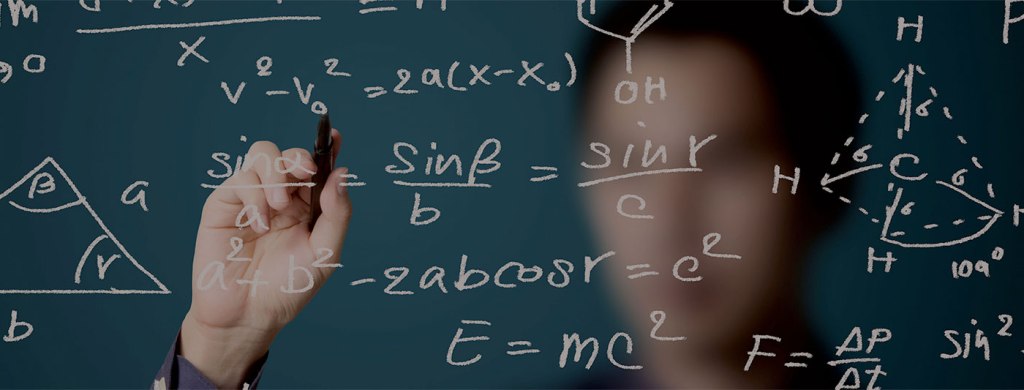 x
v² - v₀² = 2a(x-x₀)
OH
H
σ
sinα/a = sinβ/b = sinr/c
β
a
H
σ
C
σ
σ
r
a² + b² - 2abcosr = c²
H
109°
b
E = mc²
F = ΔP/Δt
sin²